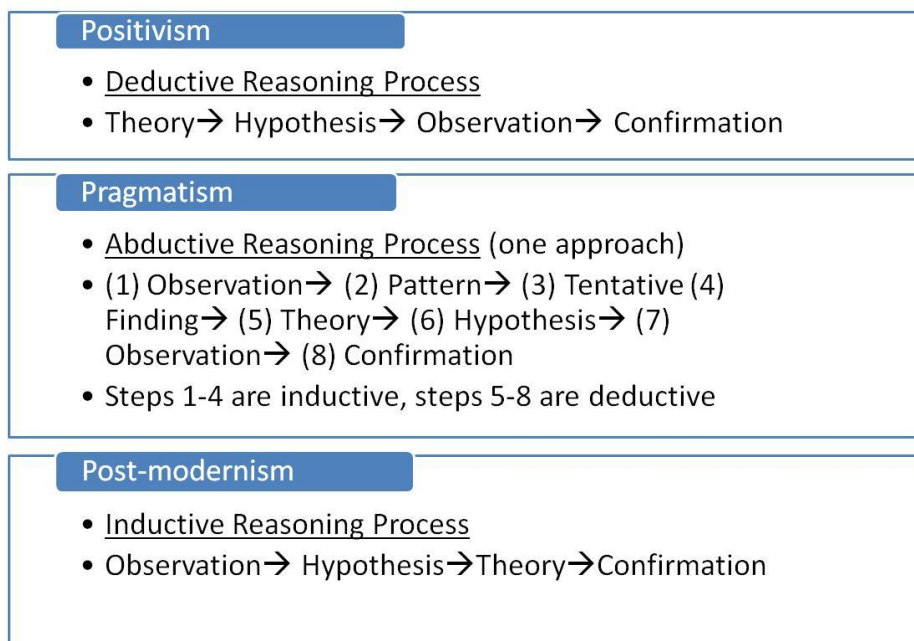 Positivism
• Deductive Reasoning Process
• Theory→ Hypothesis→ Observation→ Confirmation
Pragmatism
• Abductive Reasoning Process (one approach)
• (1) Observation→ (2) Pattern→ (3) Tentative (4)
Finding→ (5) Theory→ (6) Hypothesis→ (7)
Observation→ (8) Confirmation
• Steps 1-4 are inductive, steps 5-8 are deductive
Post-modernism
• Inductive Reasoning Process
• Observation→ Hypothesis→Theory→Confirmation